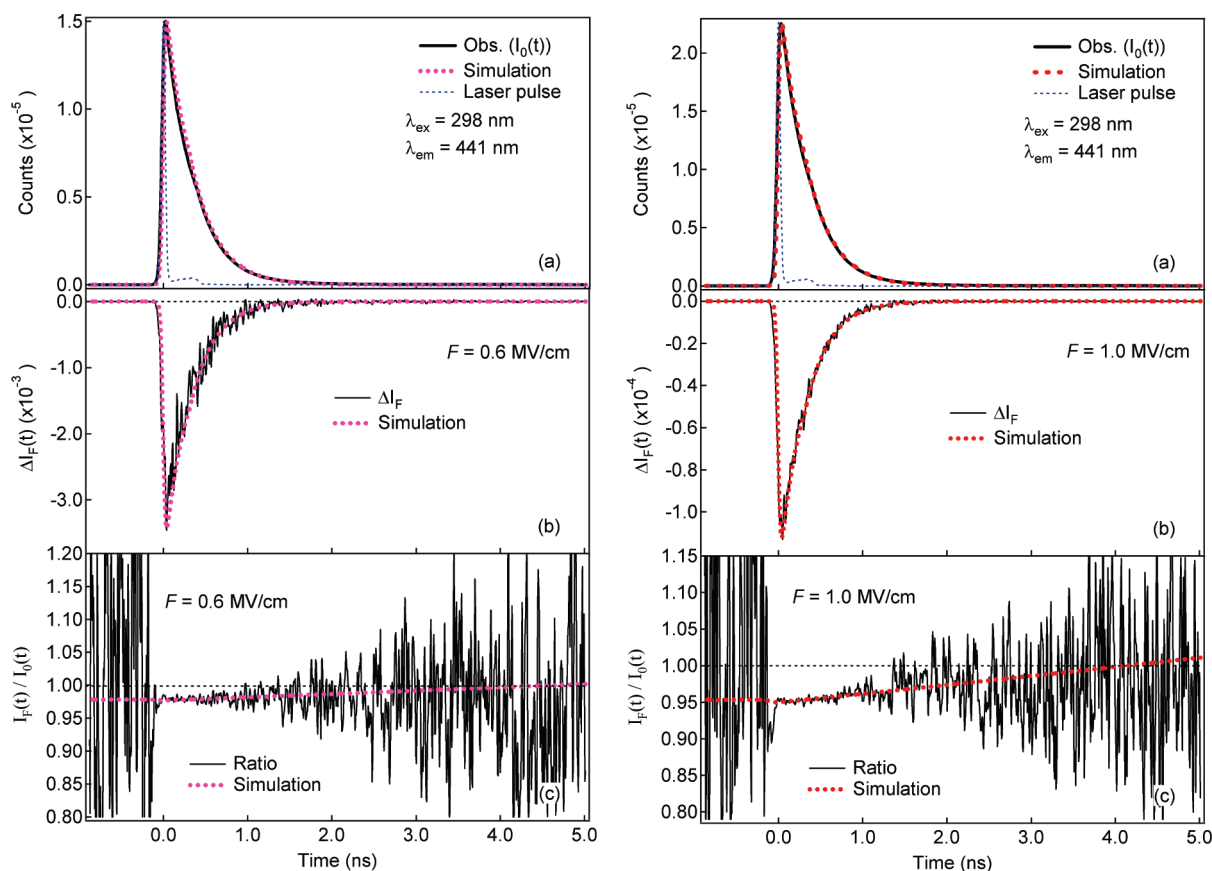 1.5
1.0
0.5
0.0
Counts (x10⁻⁵)
Obs. (I₀(t))
Simulation
Laser pulse
λex = 298 nm
λem = 441 nm
(a)
0.0
-1.0
-2.0
-3.0
ΔI_F(t) (x10⁻³)
F = 0.6 MV/cm
ΔI_F
Simulation
(b)
1.20
1.15
1.10
1.05
1.00
0.95
0.90
0.85
0.80
I_F(t) / I₀(t)
F = 0.6 MV/cm
Ratio
Simulation
(c)
0.0 1.0 2.0 3.0 4.0 5.0
Time (ns)
2.0
1.5
1.0
0.5
0.0
Counts (x10⁻⁵)
Obs. (I₀(t))
Simulation
Laser pulse
λex = 298 nm
λem = 441 nm
(a)
0.0
-0.2
-0.4
-0.6
-0.8
-1.0
ΔI_F(t) (x10⁻⁴)
F = 1.0 MV/cm
ΔI_F
Simulation
(b)
1.15
1.10
1.05
1.00
0.95
0.90
0.85
0.80
I_F(t) / I₀(t)
F = 1.0 MV/cm
Ratio
Simulation
(c)
0.0 1.0 2.0 3.0 4.0 5.0
Time (ns)